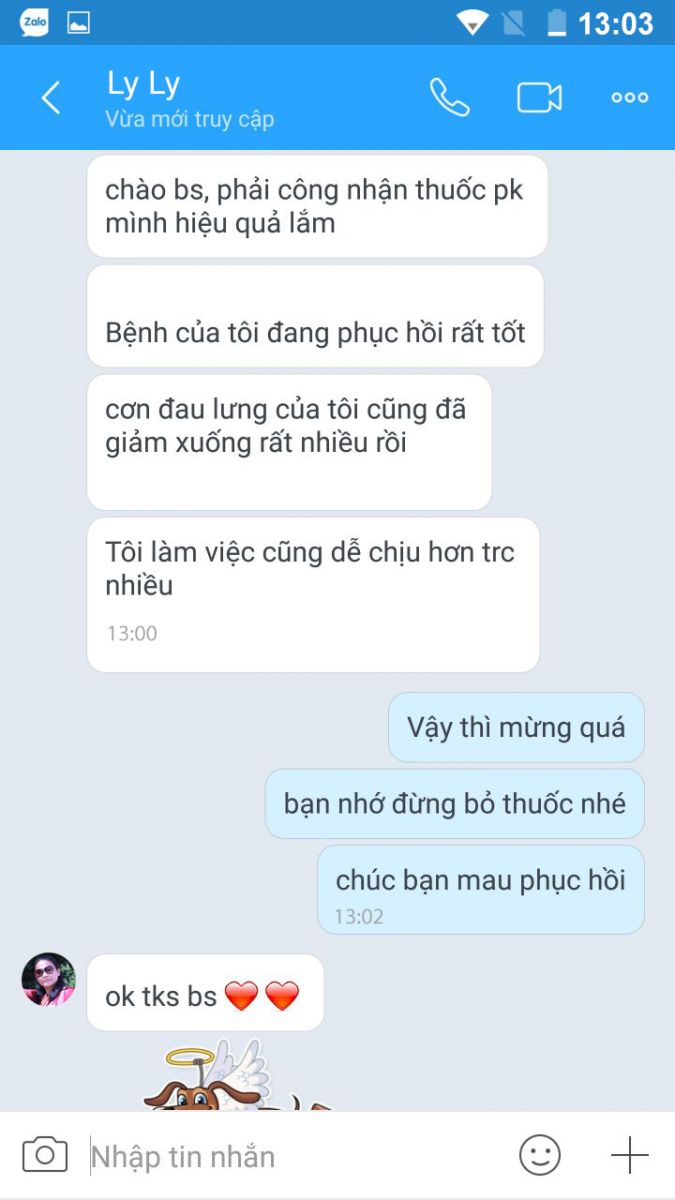 Zalo
13:03
Ly Ly
Vừa mới truy cập
chào bs, phải công nhận thuốc pk
mình hiệu quả lắm
Bệnh của tôi đang phục hồi rất tốt
cơn đau lưng của tôi cũng đã
giảm xuống rất nhiều rồi
Tôi làm việc cũng dễ chịu hơn trc
nhiều
13:00
Vậy thì mừng quá
bạn nhớ đừng bỏ thuốc nhé
chúc bạn mau phục hồi
13:02
ok tks bs ❤️❤️
Nhập tin nhắn